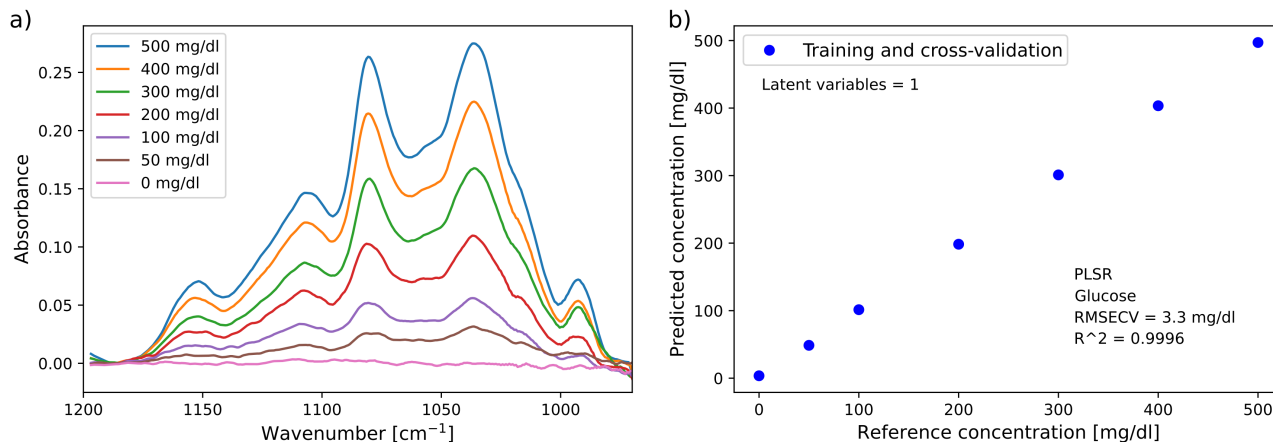 a)
500 mg/dl
400 mg/dl
300 mg/dl
200 mg/dl
100 mg/dl
50 mg/dl
0 mg/dl
Absorbance
0.25
0.20
0.15
0.10
0.05
0.00
1200
1150
1100
1050
1000
Wavenumber [cm⁻¹]
b)
Training and cross-validation
Latent variables = 1
PLSR
Glucose
RMSECV = 3.3 mg/dl
R^2 = 0.9996
Predicted concentration [mg/dl]
500
400
300
200
100
0
0
100
200
300
400
500
Reference concentration [mg/dl]